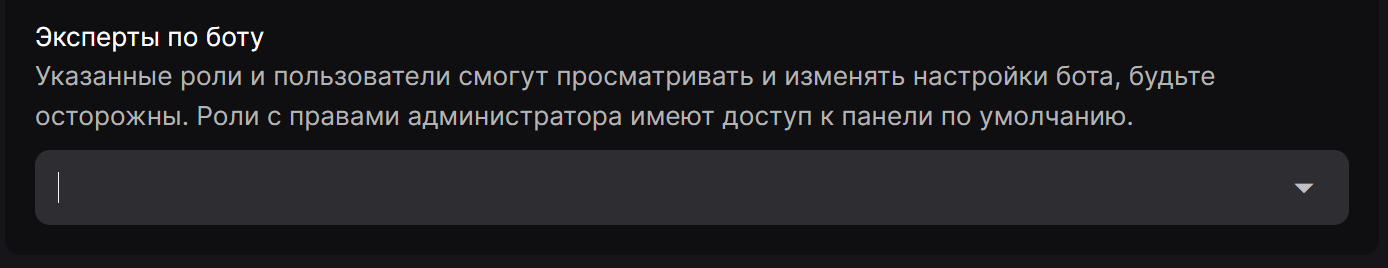 Эксперты по боту
Указанные роли и пользователи смогут просматривать и изменять настройки бота, будьте
осторожны. Роли с правами администратора имеют доступ к панели по умолчанию.